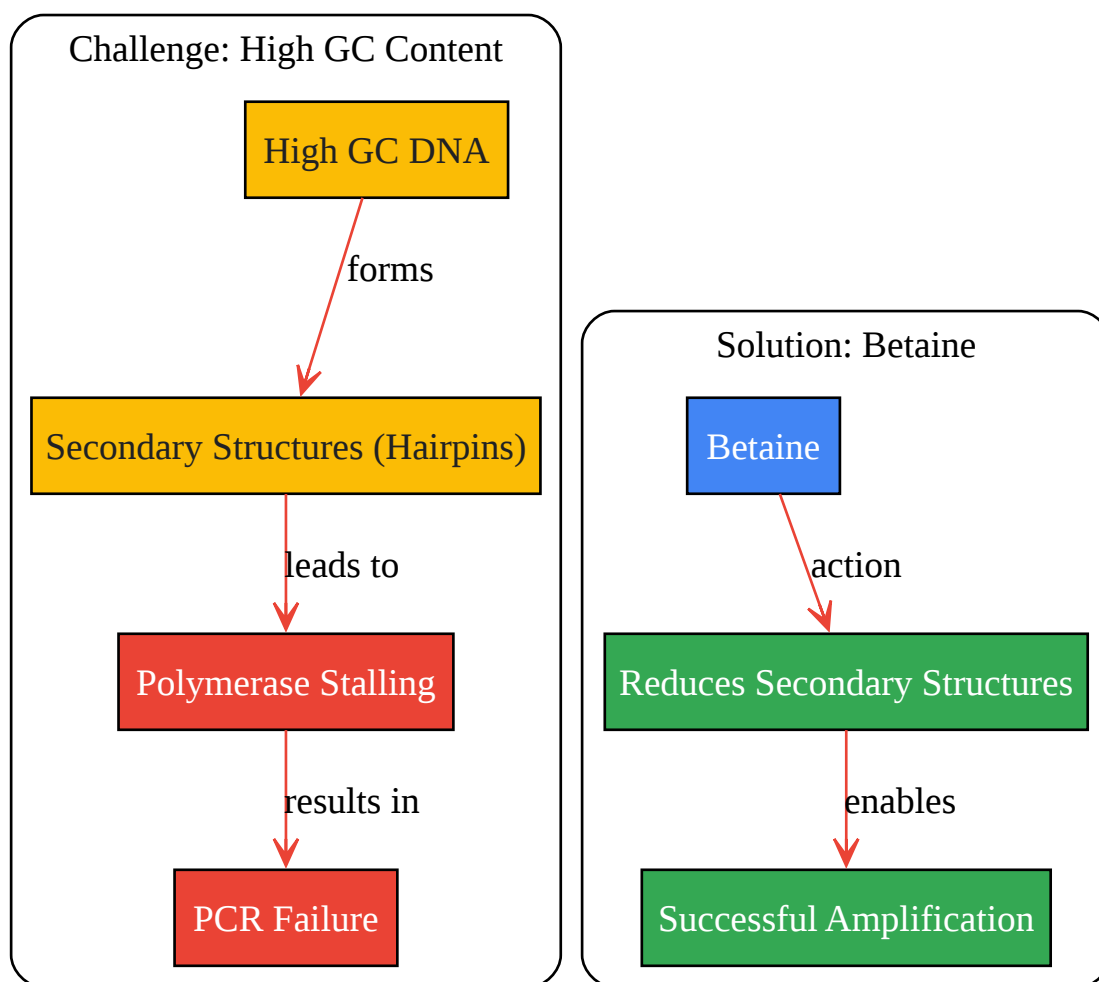 Challenge: High GC Content
High GC DNA
forms
Secondary Structures (Hairpins)
leads to
Polymerase Stalling
results in
PCR Failure
Solution: Betaine
Betaine
action
Reduces Secondary Structures
enables
Successful Amplification